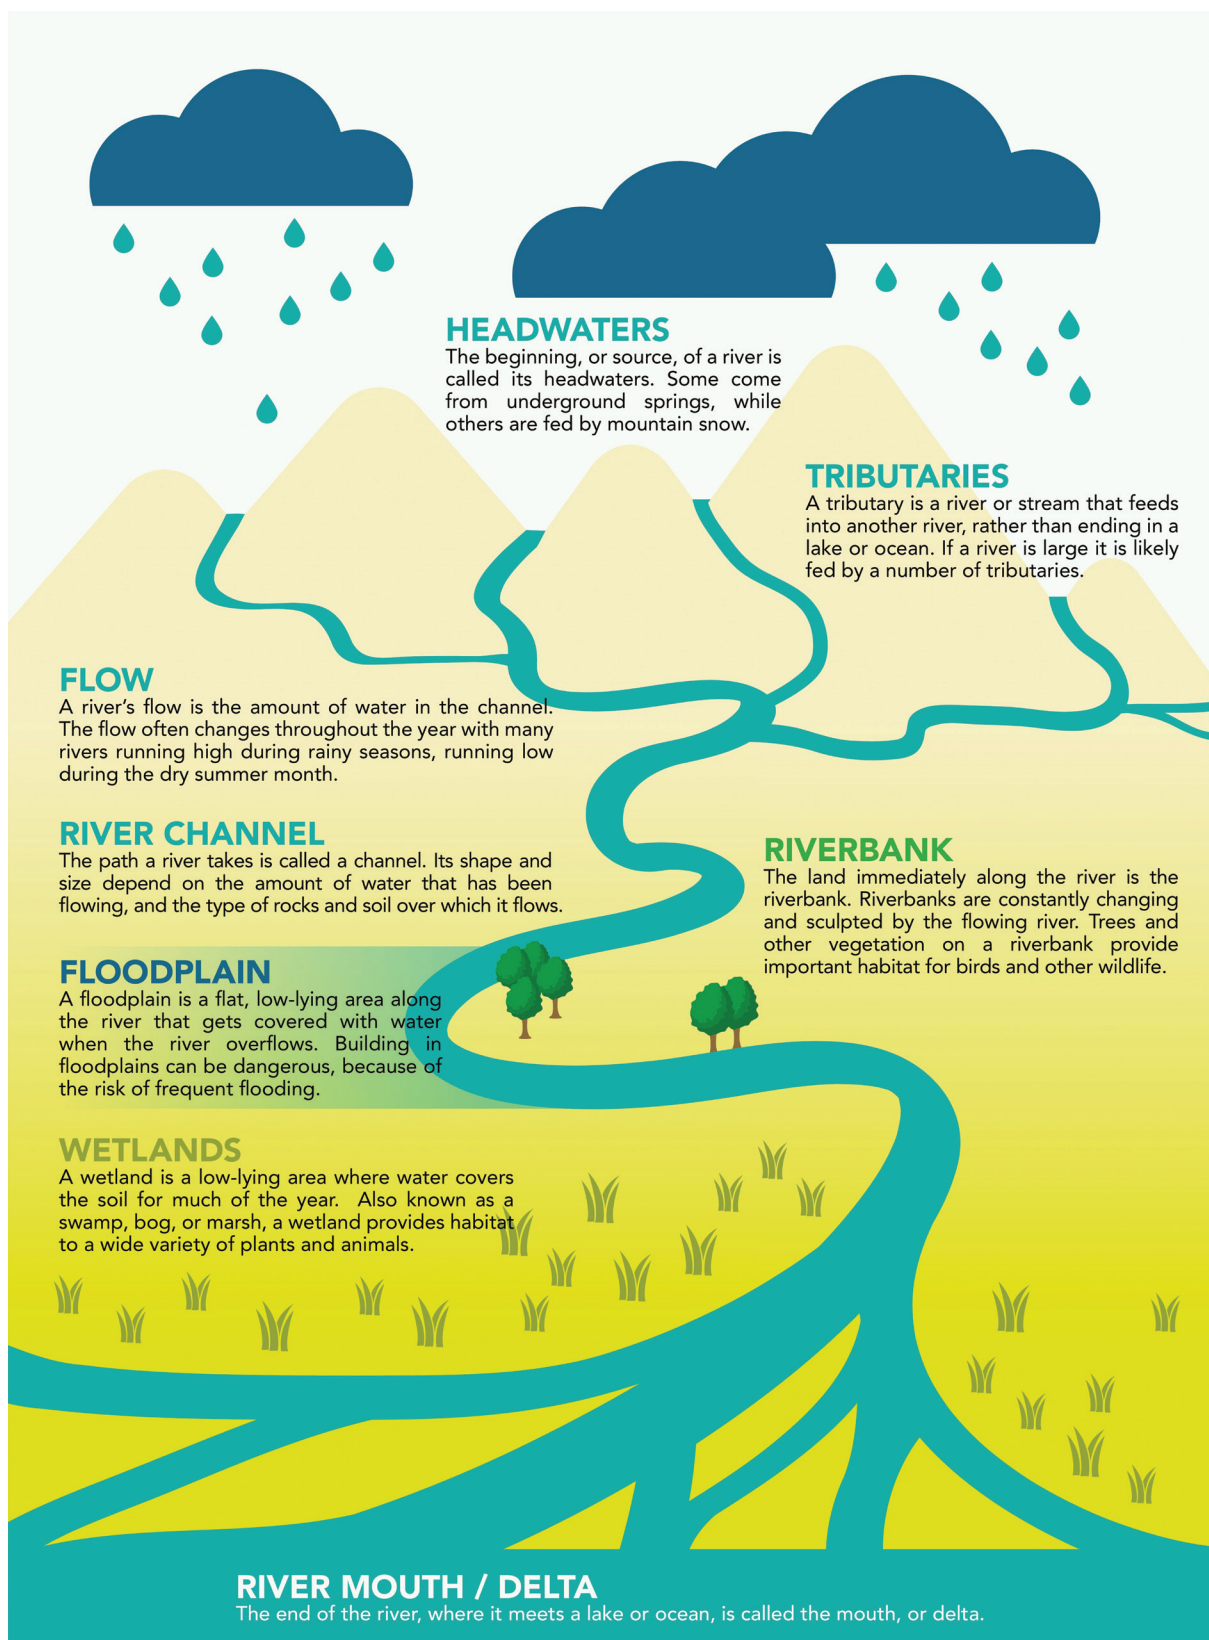 HEADWATERS
The beginning, or source, of a river is
called its headwaters. Some come
from underground springs, while
others are fed by mountain snow.
TRIBUTARIES
A tributary is a river or stream that feeds
into another river, rather than ending in a
lake or ocean. If a river is large it is likely
fed by a number of tributaries.
FLOW
A river's flow is the amount of water in the channel.
The flow often changes throughout the year with many
rivers running high during rainy seasons, running low
during the dry summer month.
RIVER CHANNEL
The path a river takes is called a channel. Its shape and
size depend on the amount of water that has been
flowing, and the type of rocks and soil over which it flows.
RIVERBANK
The land immediately along the river is the
riverbank. Riverbanks are constantly changing
and sculpted by the flowing river. Trees and
other vegetation on a riverbank provide
important habitat for birds and other wildlife.
FLOODPLAIN
A floodplain is a flat, low-lying area along
the river that gets covered with water
when the river overflows. Building in
floodplains can be dangerous, because of
the risk of frequent flooding.
WETLANDS
A wetland is a low-lying area where water covers
the soil for much of the year. Also known as a
swamp, bog, or marsh, a wetland provides habitat
to a wide variety of plants and animals.
RIVER MOUTH / DELTA
The end of the river, where it meets a lake or ocean, is called the mouth, or delta.